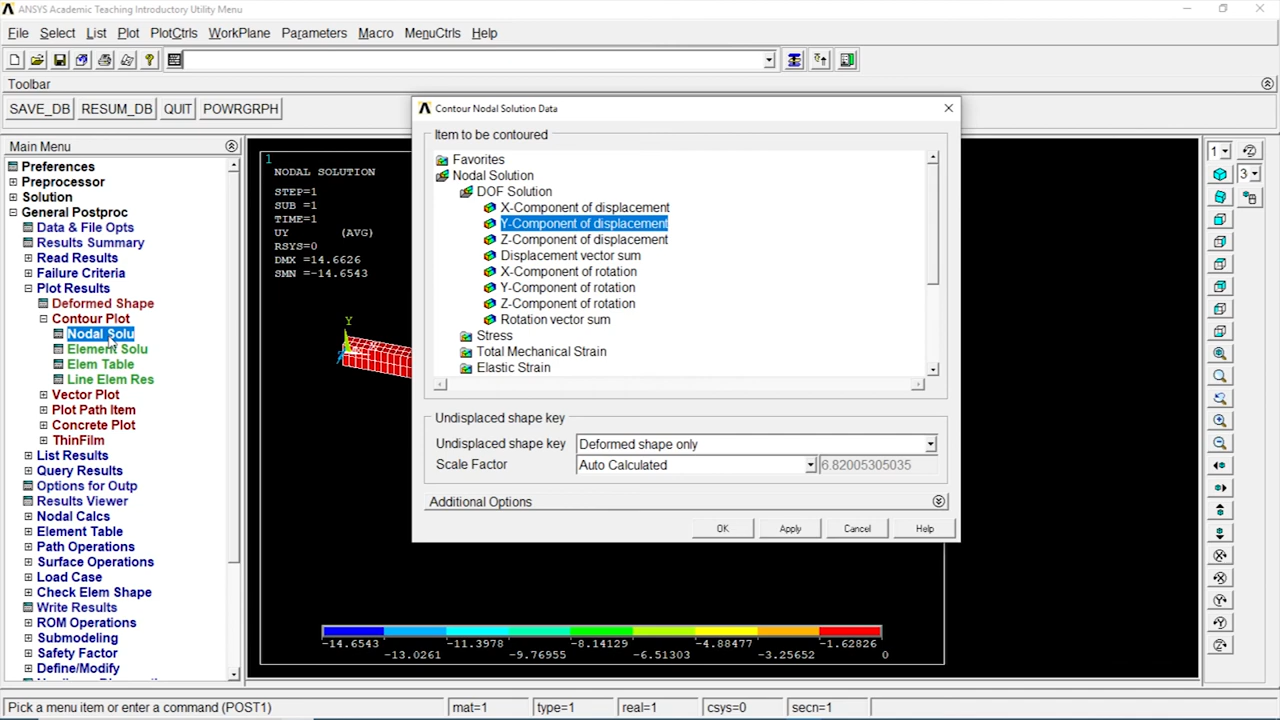 ANSYS Academic Teaching Introductory Utility Menu
File Select List Plot PlotCtrls WorkPlane Parameters Macro MenuCtrls Help
Toolbar
SAVE_DB RESUM_DB QUIT POWRGRPH
Main Menu
Preferences
Preprocessor
Solution
General Postproc
Data & File Opts
Results Summary
Read Results
Failure Criteria
Plot Results
Deformed Shape
Contour Plot
Nodal Solu
Element Solu
Elem Table
Line Elem Res
Vector Plot
Plot Path Item
Concrete Plot
ThinFilm
List Results
Query Results
Options for Outp
Results Viewer
Nodal Calcs
Element Table
Path Operations
Surface Operations
Load Case
Check Elem Shape
Write Results
ROM Operations
Submodeling
Safety Factor
Define/Modify
1
NODAL SOLUTION
STEP=1
SUB =1
TIME=1
UY (AVG)
RSYS=0
DMX =14.6626
SMN =-14.6543
Y
Contour Nodal Solution Data
Item to be contoured
Favorites
Nodal Solution
DOF Solution
X-Component of displacement
Y-Component of displacement
Z-Component of displacement
Displacement vector sum
X-Component of rotation
Y-Component of rotation
Z-Component of rotation
Rotation vector sum
Stress
Total Mechanical Strain
Elastic Strain
Undisplaced shape key
Undisplaced shape key Deformed shape only
Scale Factor Auto Calculated 6.82005305035
Additional Options
OK Apply Cancel Help
-14.6543 -11.3978 -8.14129 -4.88477 -1.62826
-13.0261 -9.76955 -6.51303 -3.25652 0
1
3
Pick a menu item or enter a command (POST1) mat=1 type=1 real=1 csys=0 secn=1